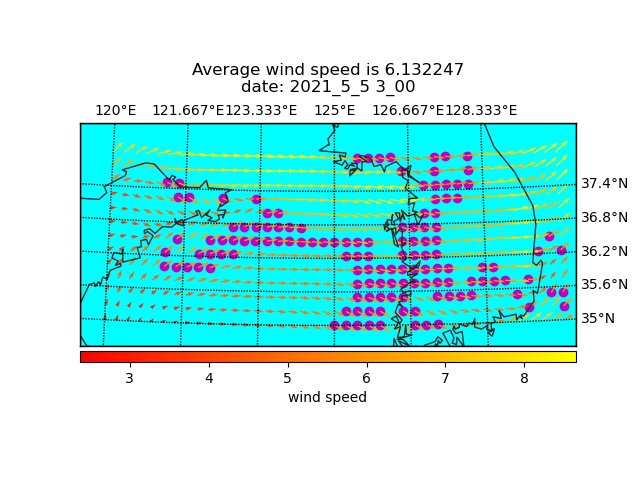 Average wind speed is 6.132247
date: 2021_5_5 3_00
120°E 121.667°E 123.333°E 125°E 126.667°E 128.333°E
37.4°N
36.8°N
36.2°N
35.6°N
35°N
3 4 5 6 7 8
wind speed